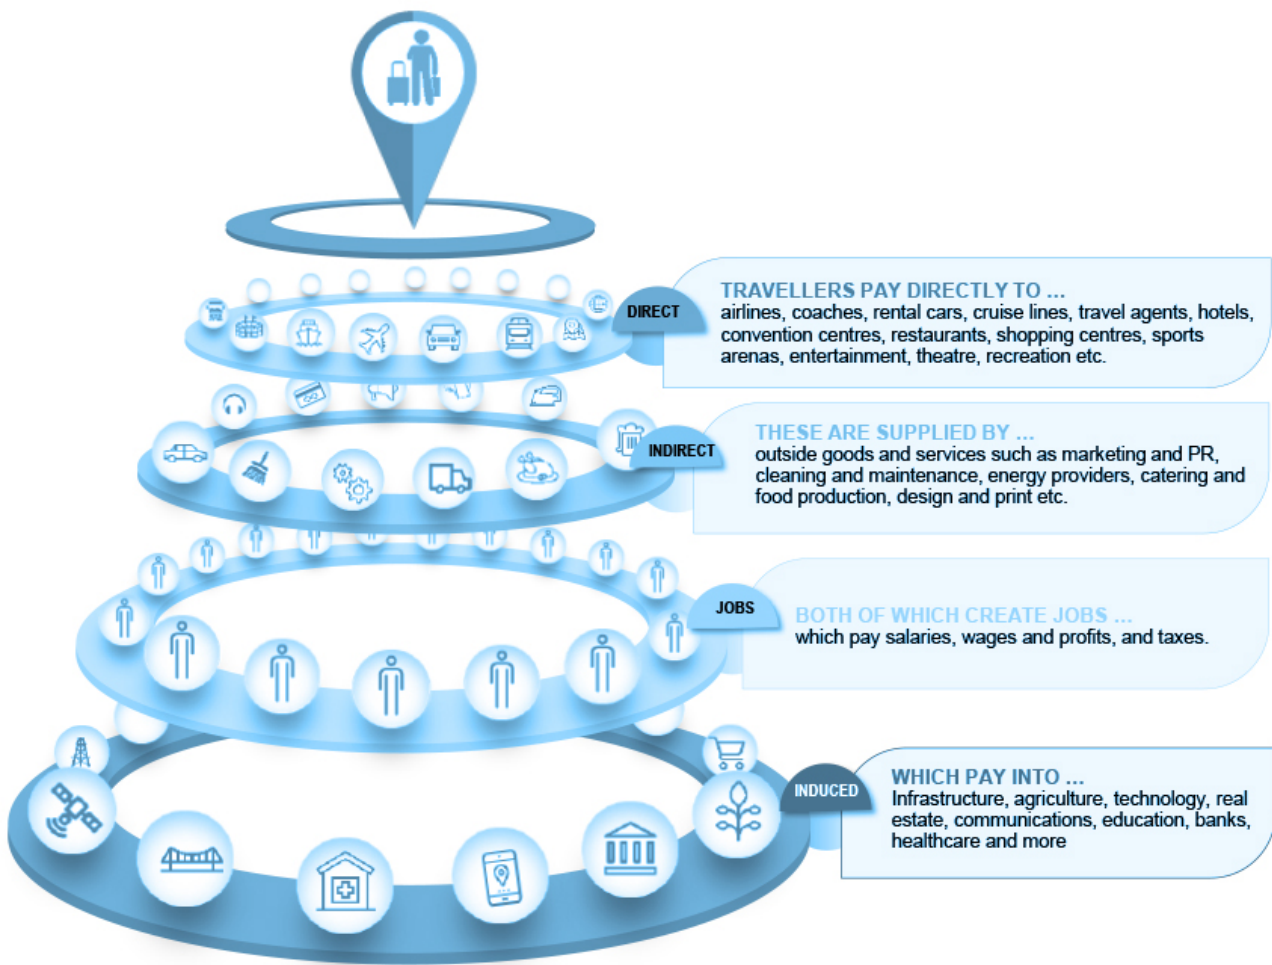 DIRECT
TRAVELLERS PAY DIRECTLY TO ...
airlines, coaches, rental cars, cruise lines, travel agents, hotels,
convention centres, restaurants, shopping centres, sports
arenas, entertainment, theatre, recreation etc.
INDIRECT
THESE ARE SUPPLIED BY ...
outside goods and services such as marketing and PR,
cleaning and maintenance, energy providers, catering and
food production, design and print etc.
JOBS
BOTH OF WHICH CREATE JOBS ...
which pay salaries, wages and profits, and taxes.
INDUCED
WHICH PAY INTO ...
Infrastructure, agriculture, technology, real
estate, communications, education, banks,
healthcare and more